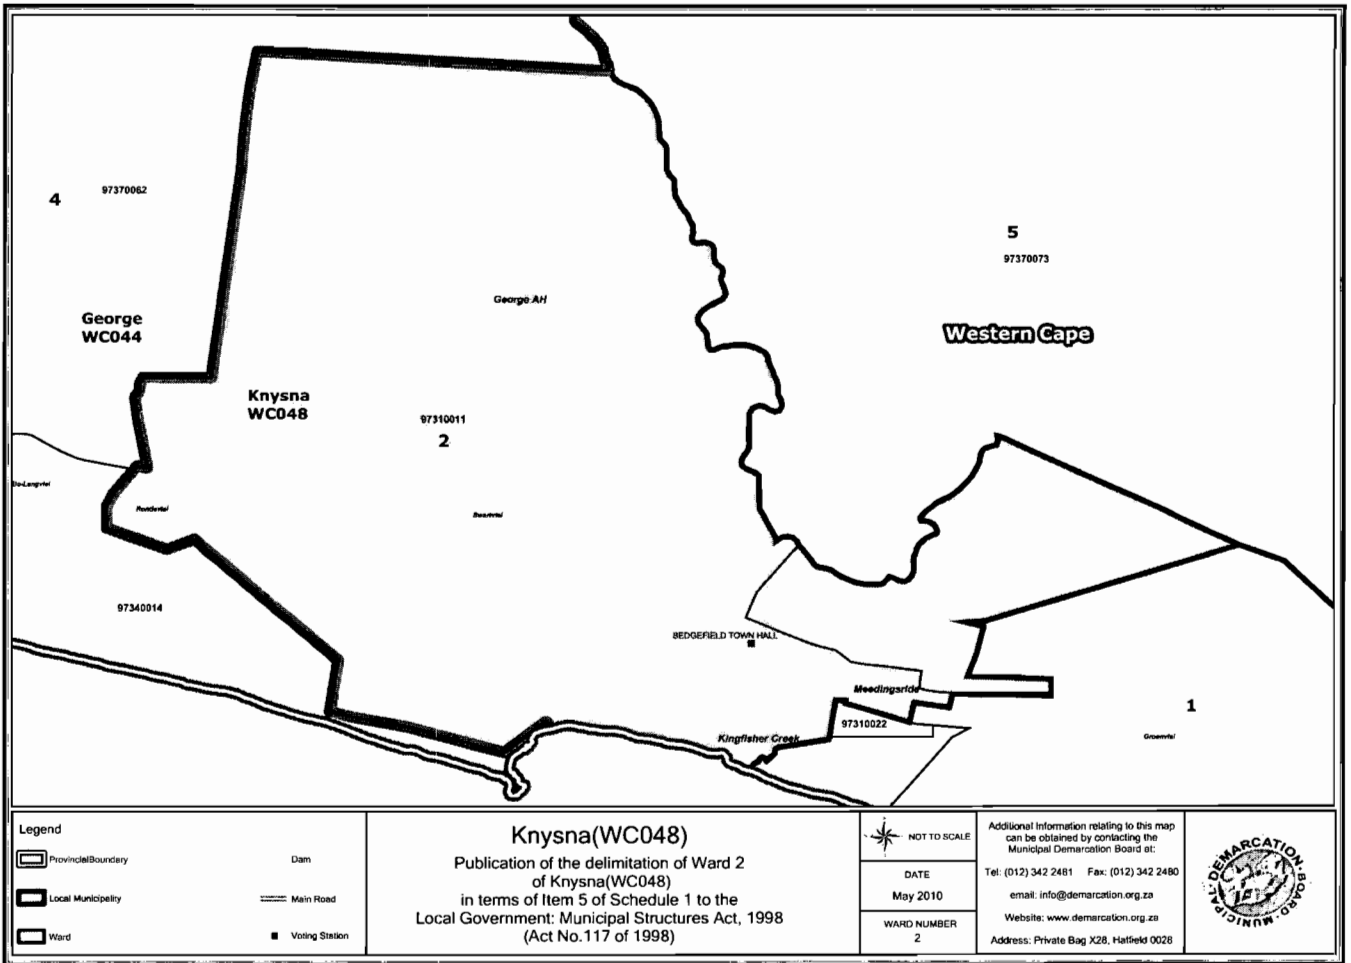 4
97370062
5
97370073
George AH
George
WC044
Western Cape
Knysna
WC048
97310011
2
97340014
SEDGEFIELD TOWN HALL
Meedingsride
1
97310022
Kingfisher Creek
Groenvlei
Legend
ProvincialBoundary
Dam
Local Municipality
Main Road
Ward
Voting Station
Knysna(WC048)
Publication of the delimitation of Ward 2
of Knysna(WC048)
in terms of Item 5 of Schedule 1 to the
Local Government: Municipal Structures Act, 1998
(Act No.117 of 1998)
NOT TO SCALE
DATE
May 2010
WARD NUMBER
2
Additional Information relating to this map
can be obtained by contacting the
Municipal Demarcation Board at:
Tel: (012) 342 2481 Fax: (012) 342 2480
email: info@demarcation.org.za
Website: www.demarcation.org.za
Address: Private Bag X28, Hatfield 0028
MUNICIPAL DEMARCATION BOARD